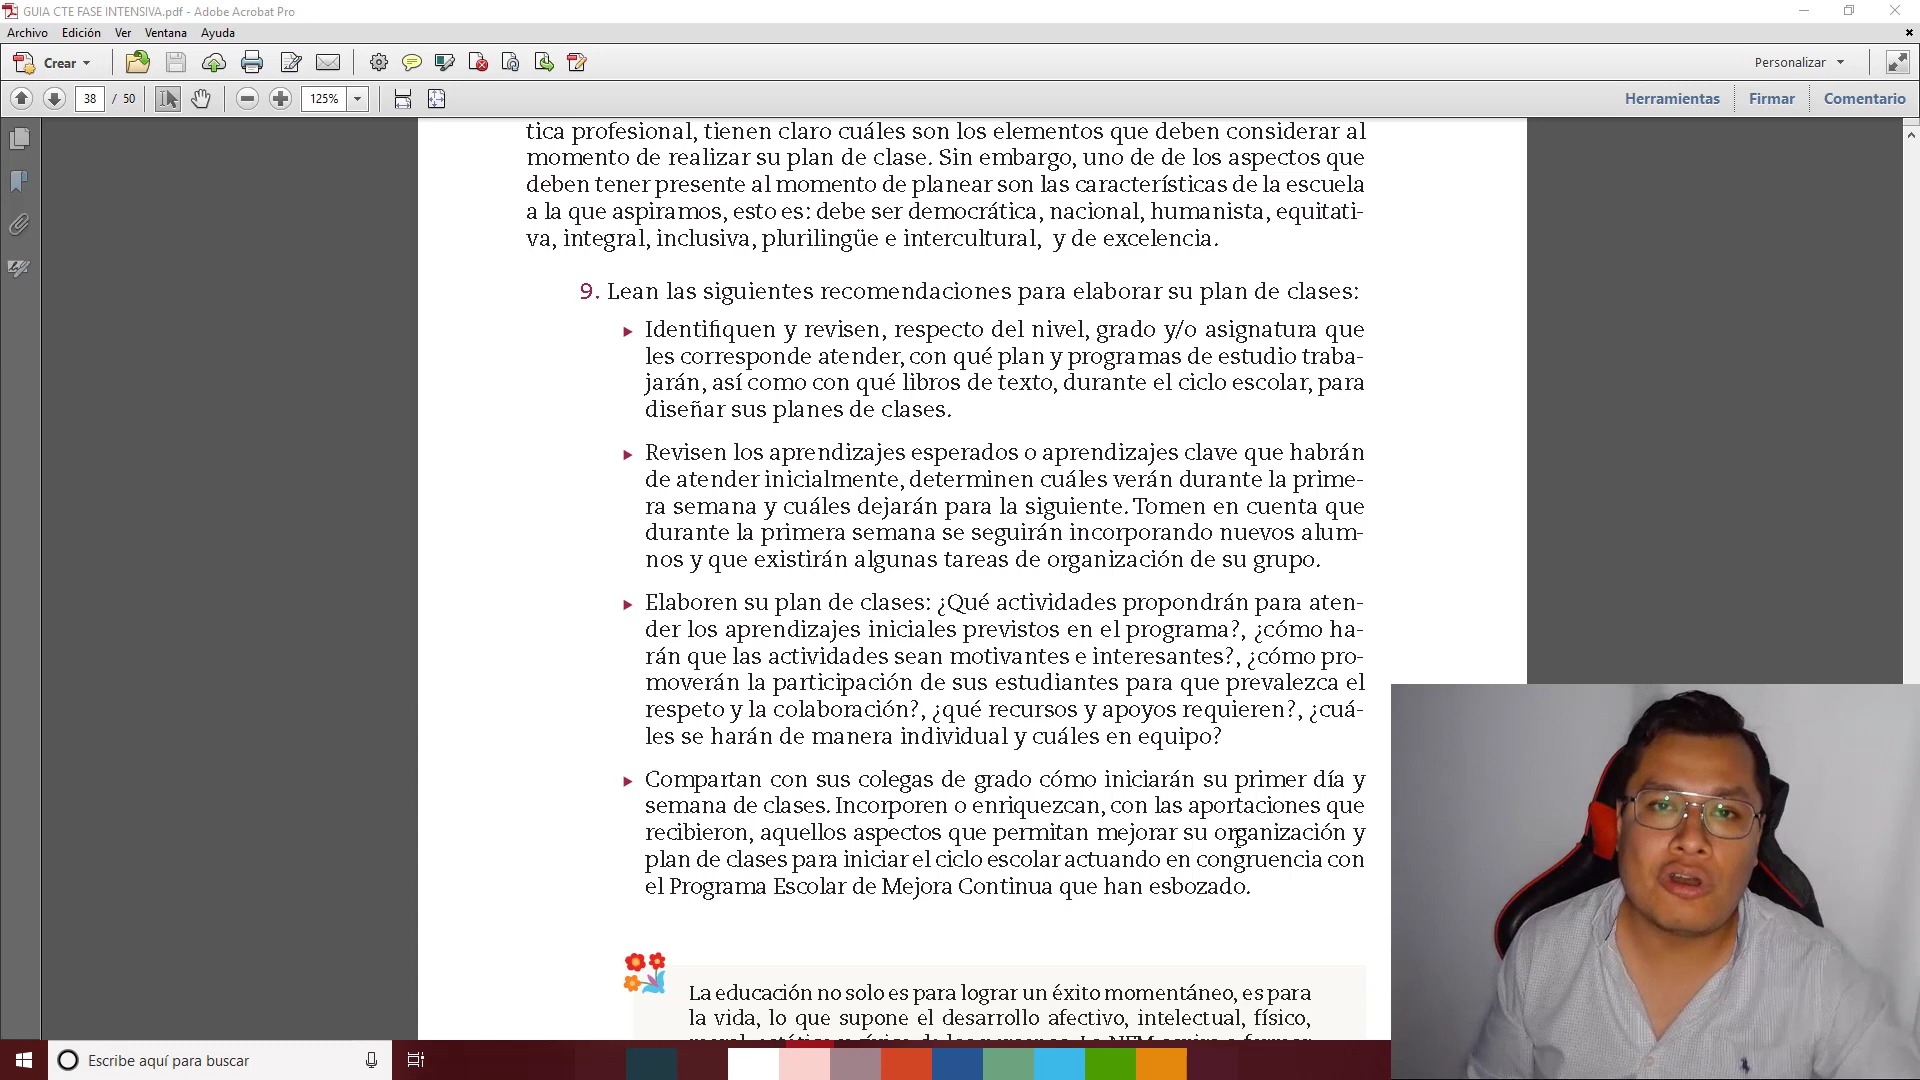 GUIA CTE FASE INTENSIVA.pdf - Adobe Acrobat Pro
Archivo Edición Ver Ventana Ayuda
Crear Personalizar
38 / 50 125% Herramientas Firmar Comentario
tica profesional, tienen claro cuáles son los elementos que deben considerar al
momento de realizar su plan de clase. Sin embargo, uno de de los aspectos que
deben tener presente al momento de planear son las características de la escuela
a la que aspiramos, esto es: debe ser democrática, nacional, humanista, equitati-
va, integral, inclusiva, plurilingüe e intercultural, y de excelencia.
9. Lean las siguientes recomendaciones para elaborar su plan de clases:
Identifiquen y revisen, respecto del nivel, grado y/o asignatura que
les corresponde atender, con qué plan y programas de estudio traba-
jarán, así como con qué libros de texto, durante el ciclo escolar, para
diseñar sus planes de clases.
Revisen los aprendizajes esperados o aprendizajes clave que habrán
de atender inicialmente, determinen cuáles verán durante la prime-
ra semana y cuáles dejarán para la siguiente. Tomen en cuenta que
durante la primera semana se seguirán incorporando nuevos alum-
nos y que existirán algunas tareas de organización de su grupo.
Elaboren su plan de clases: ¿Qué actividades propondrán para aten-
der los aprendizajes iniciales previstos en el programa?, ¿cómo ha-
rán que las actividades sean motivantes e interesantes?, ¿cómo pro-
moverán la participación de sus estudiantes para que prevalezca el
respeto y la colaboración?, ¿qué recursos y apoyos requieren?, ¿cuá-
les se harán de manera individual y cuáles en equipo?
Compartan con sus colegas de grado cómo iniciarán su primer día y
semana de clases. Incorporen o enriquezcan, con las aportaciones que
recibieron, aquellos aspectos que permitan mejorar su organización y
plan de clases para iniciar el ciclo escolar actuando en congruencia con
el Programa Escolar de Mejora Continua que han esbozado.
La educación no solo es para lograr un éxito momentáneo, es para
la vida, lo que supone el desarrollo afectivo, intelectual, físico,
Escribe aquí para buscar